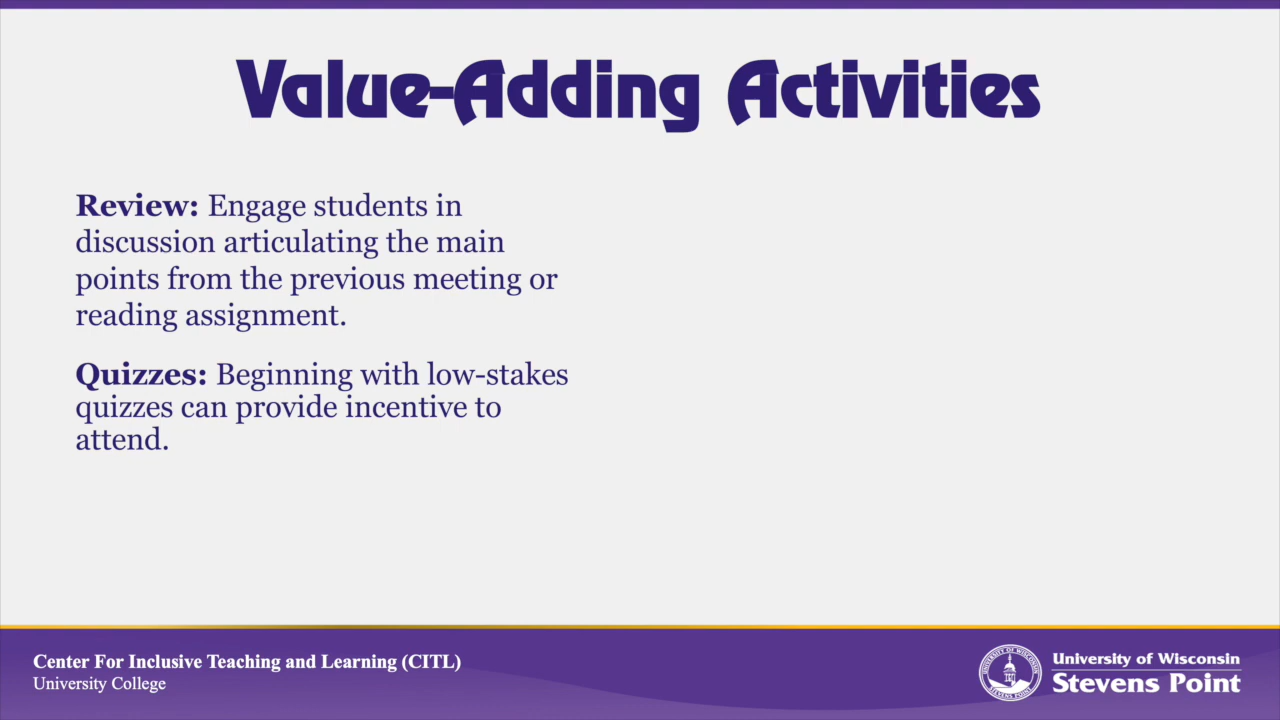 Value-Adding Activities
Review: Engage students in
discussion articulating the main
points from the previous meeting or
reading assignment.
Quizzes: Beginning with low-stakes
quizzes can provide incentive to
attend.
Center For Inclusive Teaching and Learning (CITL)
University College
University of Wisconsin
Stevens Point